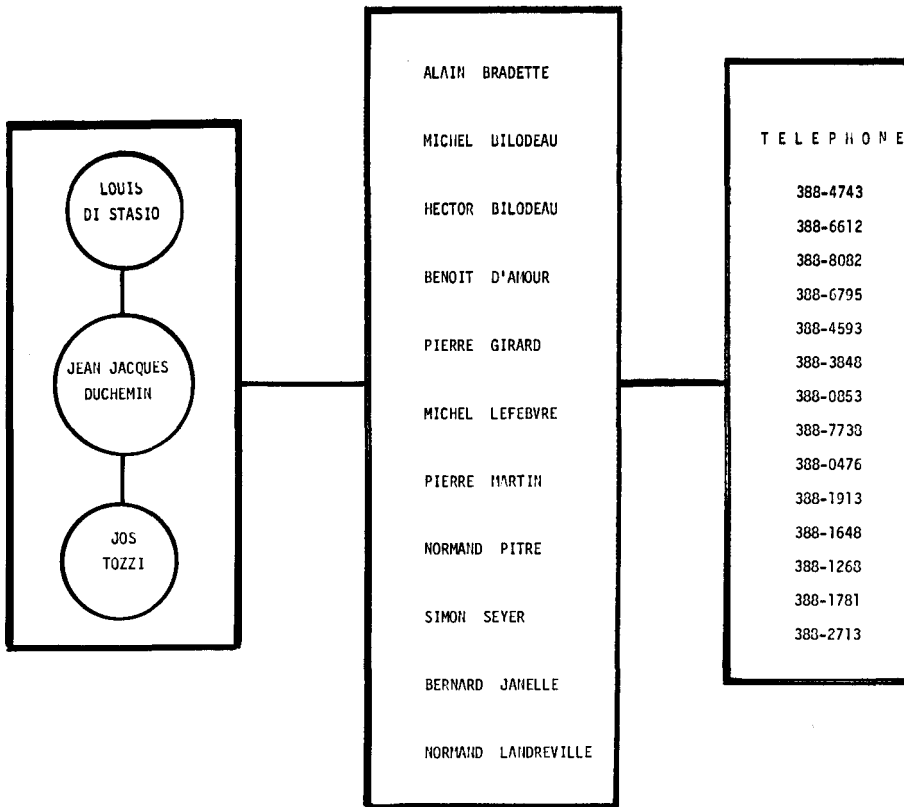 LOUIS
DI STASIO
JEAN JACQUES
DUCHEMIN
JOS
TOZZI
ALAIN BRADETTE
MICHEL BILODEAU
HECTOR BILODEAU
BENOIT D'AMOUR
PIERRE GIRARD
MICHEL LEFEBVRE
PIERRE MARTIN
NORMAND PITRE
SIMON SEYER
BERNARD JANELLE
NORMAND LANDREVILLE
TELEPHONE
388-4743
388-6612
388-8082
388-6795
388-4593
388-3848
388-0853
388-7738
388-0476
388-1913
388-1648
388-1268
388-1781
388-2713